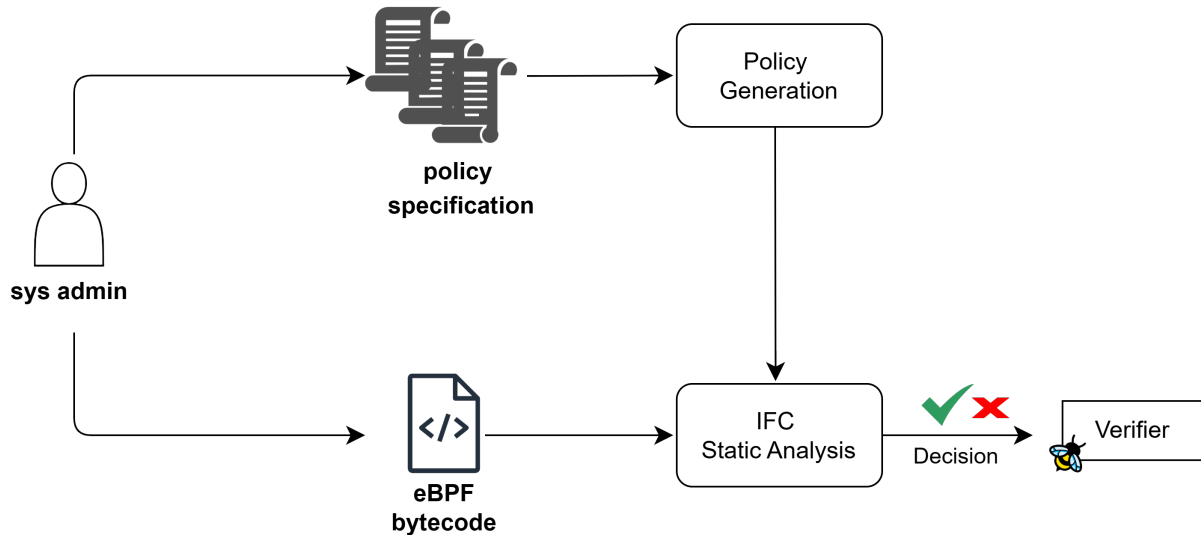 Policy
Generation
policy
specification
sys admin
</>
eBPF
bytecode
IFC
Static Analysis
Decision
Verifier